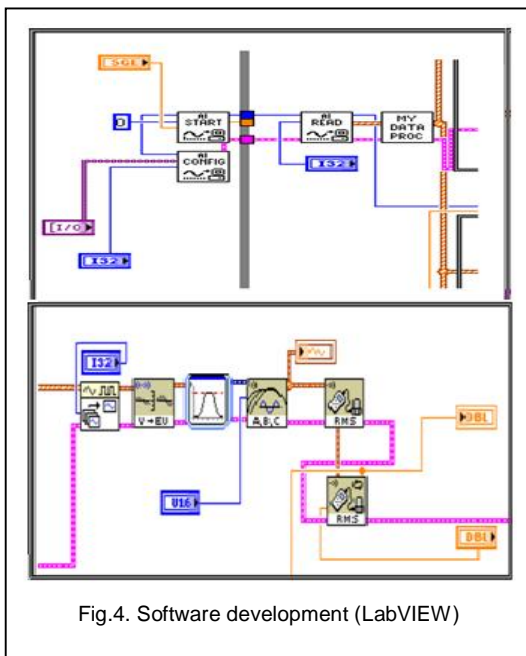 SGL
0
AI
START
AI
CONFIG
AI
READ
MY
DATA
PROC
I32
I/O
I32
I32
V→EU
A,B,C
RMS
DBL
U16
RMS
DBL
Fig.4. Software development (LabVIEW)